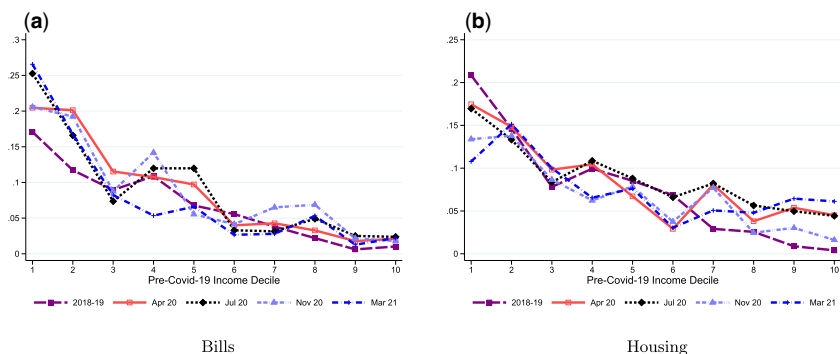 (a)
.3
.25
.2
.15
.1
.05
0
1 2 3 4 5 6 7 8 9 10
Pre-Covid-19 Income Decile
2018-19 Apr 20 Jul 20 Nov 20 Mar 21
Bills
(b)
.25
.2
.15
.1
.05
0
1 2 3 4 5 6 7 8 9 10
Pre-Covid-19 Income Decile
2018-19 Apr 20 Jul 20 Nov 20 Mar 21
Housing